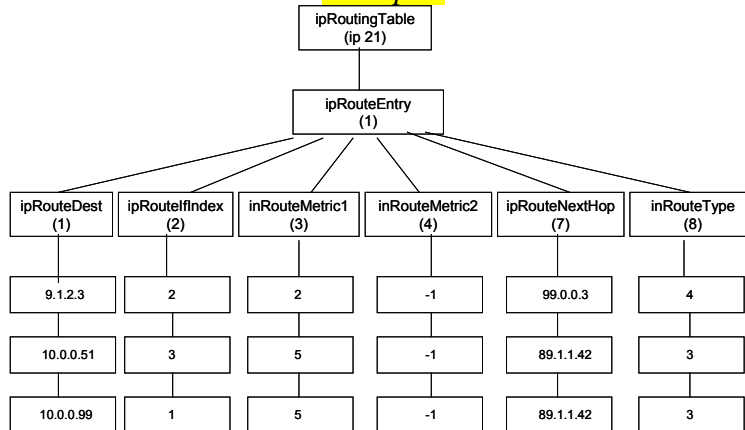 ipRoutingTable
(ip 21)
ipRouteEntry
(1)
ipRouteDest
(1)
ipRouteIfIndex
(2)
inRouteMetric1
(3)
inRouteMetric2
(4)
ipRouteNextHop
(7)
inRouteType
(8)
9.1.2.3
2
2
-1
99.0.0.3
4
10.0.0.51
3
5
-1
89.1.1.42
3
10.0.0.99
1
5
-1
89.1.1.42
3